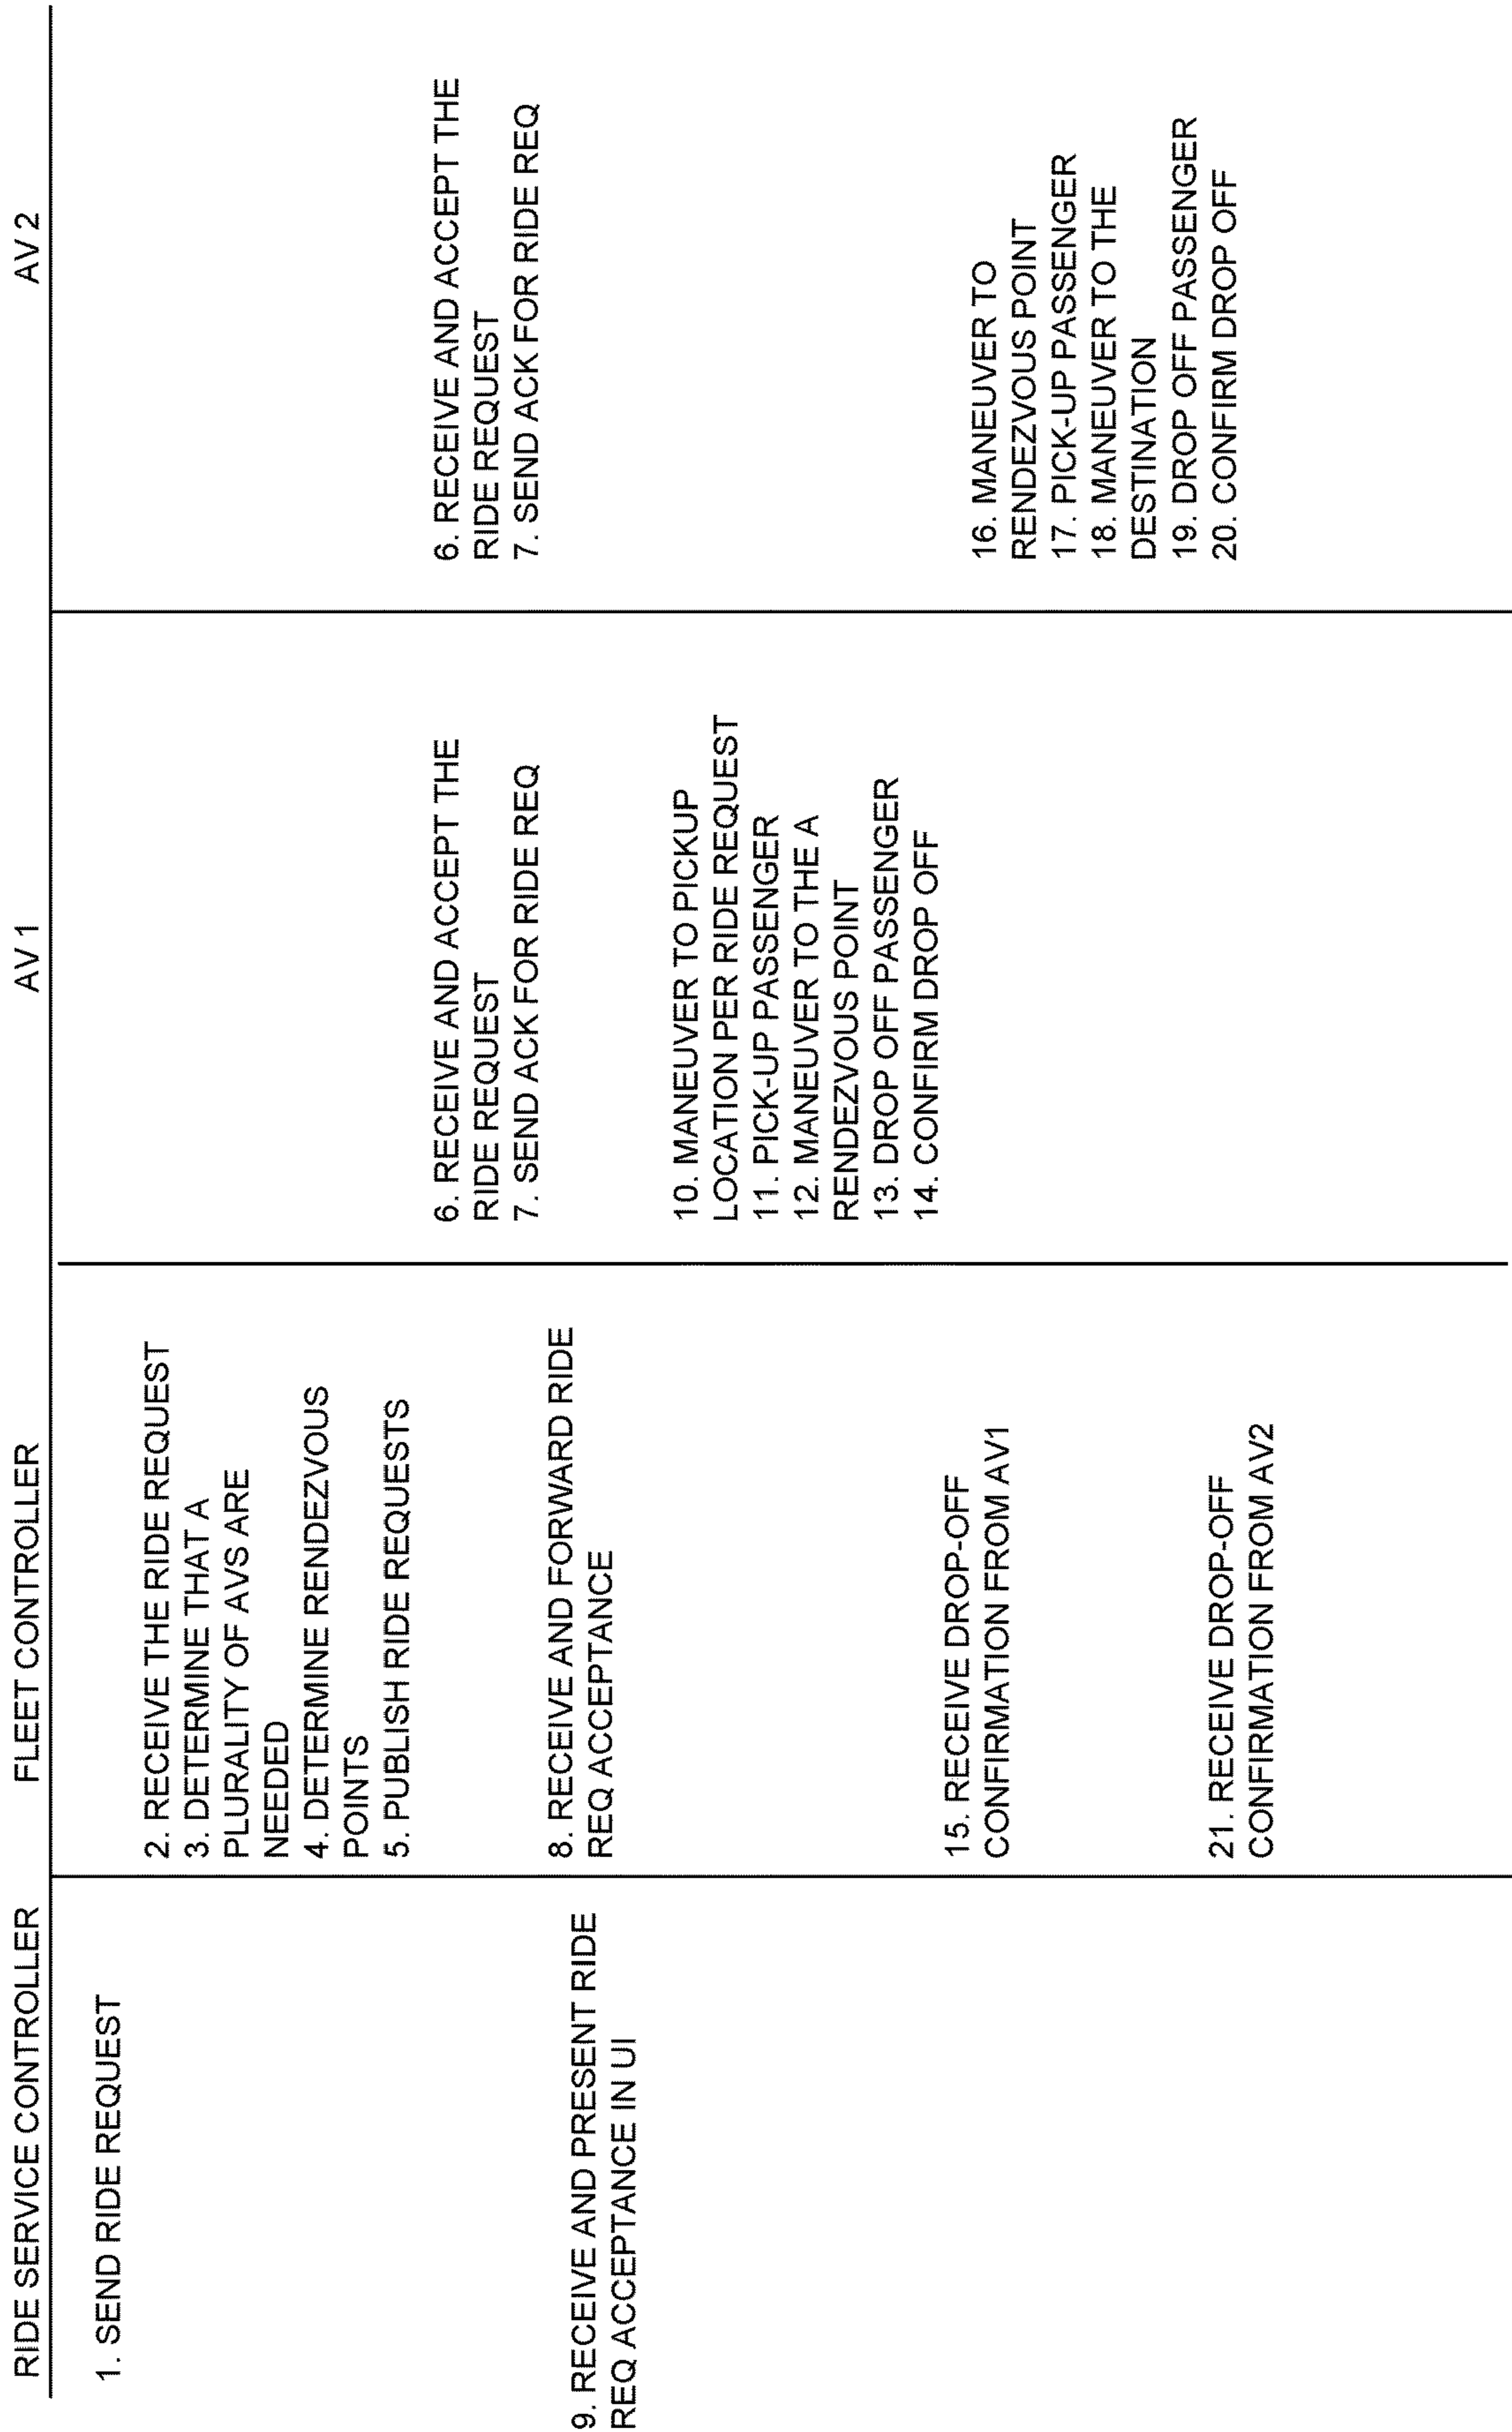 RIDE SERVICE CONTROLLER
1. SEND RIDE REQUEST
9. RECEIVE AND PRESENT RIDE
REQ ACCEPTANCE IN UI
FLEET CONTROLLER
2. RECEIVE THE RIDE REQUEST
3. DETERMINE THAT A
PLURALITY OF AVS ARE
NEEDED
4. DETERMINE RENDEZVOUS
POINTS
5. PUBLISH RIDE REQUESTS
8. RECEIVE AND FORWARD RIDE
REQ ACCEPTANCE
15. RECEIVE DROP-OFF
CONFIRMATION FROM AV1
21. RECEIVE DROP-OFF
CONFIRMATION FROM AV2
AV 1
6. RECEIVE AND ACCEPT THE
RIDE REQUEST
7. SEND ACK FOR RIDE REQ
10. MANEUVER TO PICKUP
LOCATION PER RIDE REQUEST
11. PICK-UP PASSENGER
12. MANEUVER TO THE A
RENDEZVOUS POINT
13. DROP OFF PASSENGER
14. CONFIRM DROP OFF
AV 2
6. RECEIVE AND ACCEPT THE
RIDE REQUEST
7. SEND ACK FOR RIDE REQ
16. MANEUVER TO
RENDEZVOUS POINT
17. PICK-UP PASSENGER
18. MANEUVER TO THE
DESTINATION
19. DROP OFF PASSENGER
20. CONFIRM DROP OFF